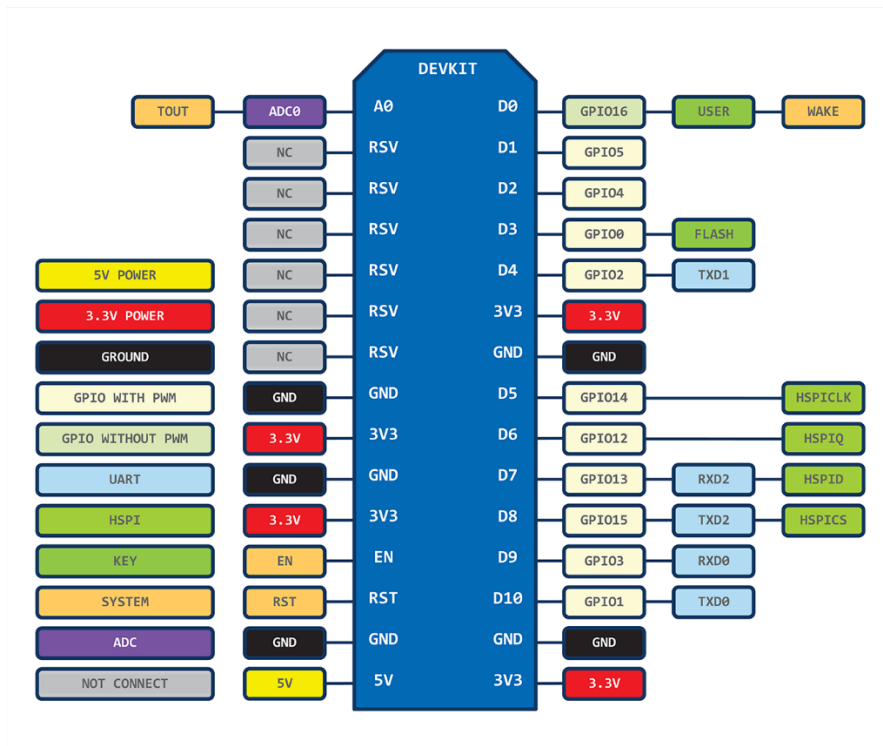 DEVKIT
TOUT ADC0 A0 D0 GPIO16 USER WAKE
NC RSV D1 GPIO5
NC RSV D2 GPIO4
NC RSV D3 GPIO0 FLASH
5V POWER NC RSV D4 GPIO2 TXD1
3.3V POWER NC RSV 3V3 3.3V
GROUND NC RSV GND GND
GPIO WITH PWM GND GND D5 GPIO14 HSPICLK
GPIO WITHOUT PWM 3.3V 3V3 D6 GPIO12 HSPIQ
UART GND GND D7 GPIO13 RXD2 HSPID
HSPI 3.3V 3V3 D8 GPIO15 TXD2 HSPICS
KEY EN EN D9 GPIO3 RXD0
SYSTEM RST RST D10 GPIO1 TXD0
ADC GND GND GND GND
NOT CONNECT 5V 5V 3V3 3.3V